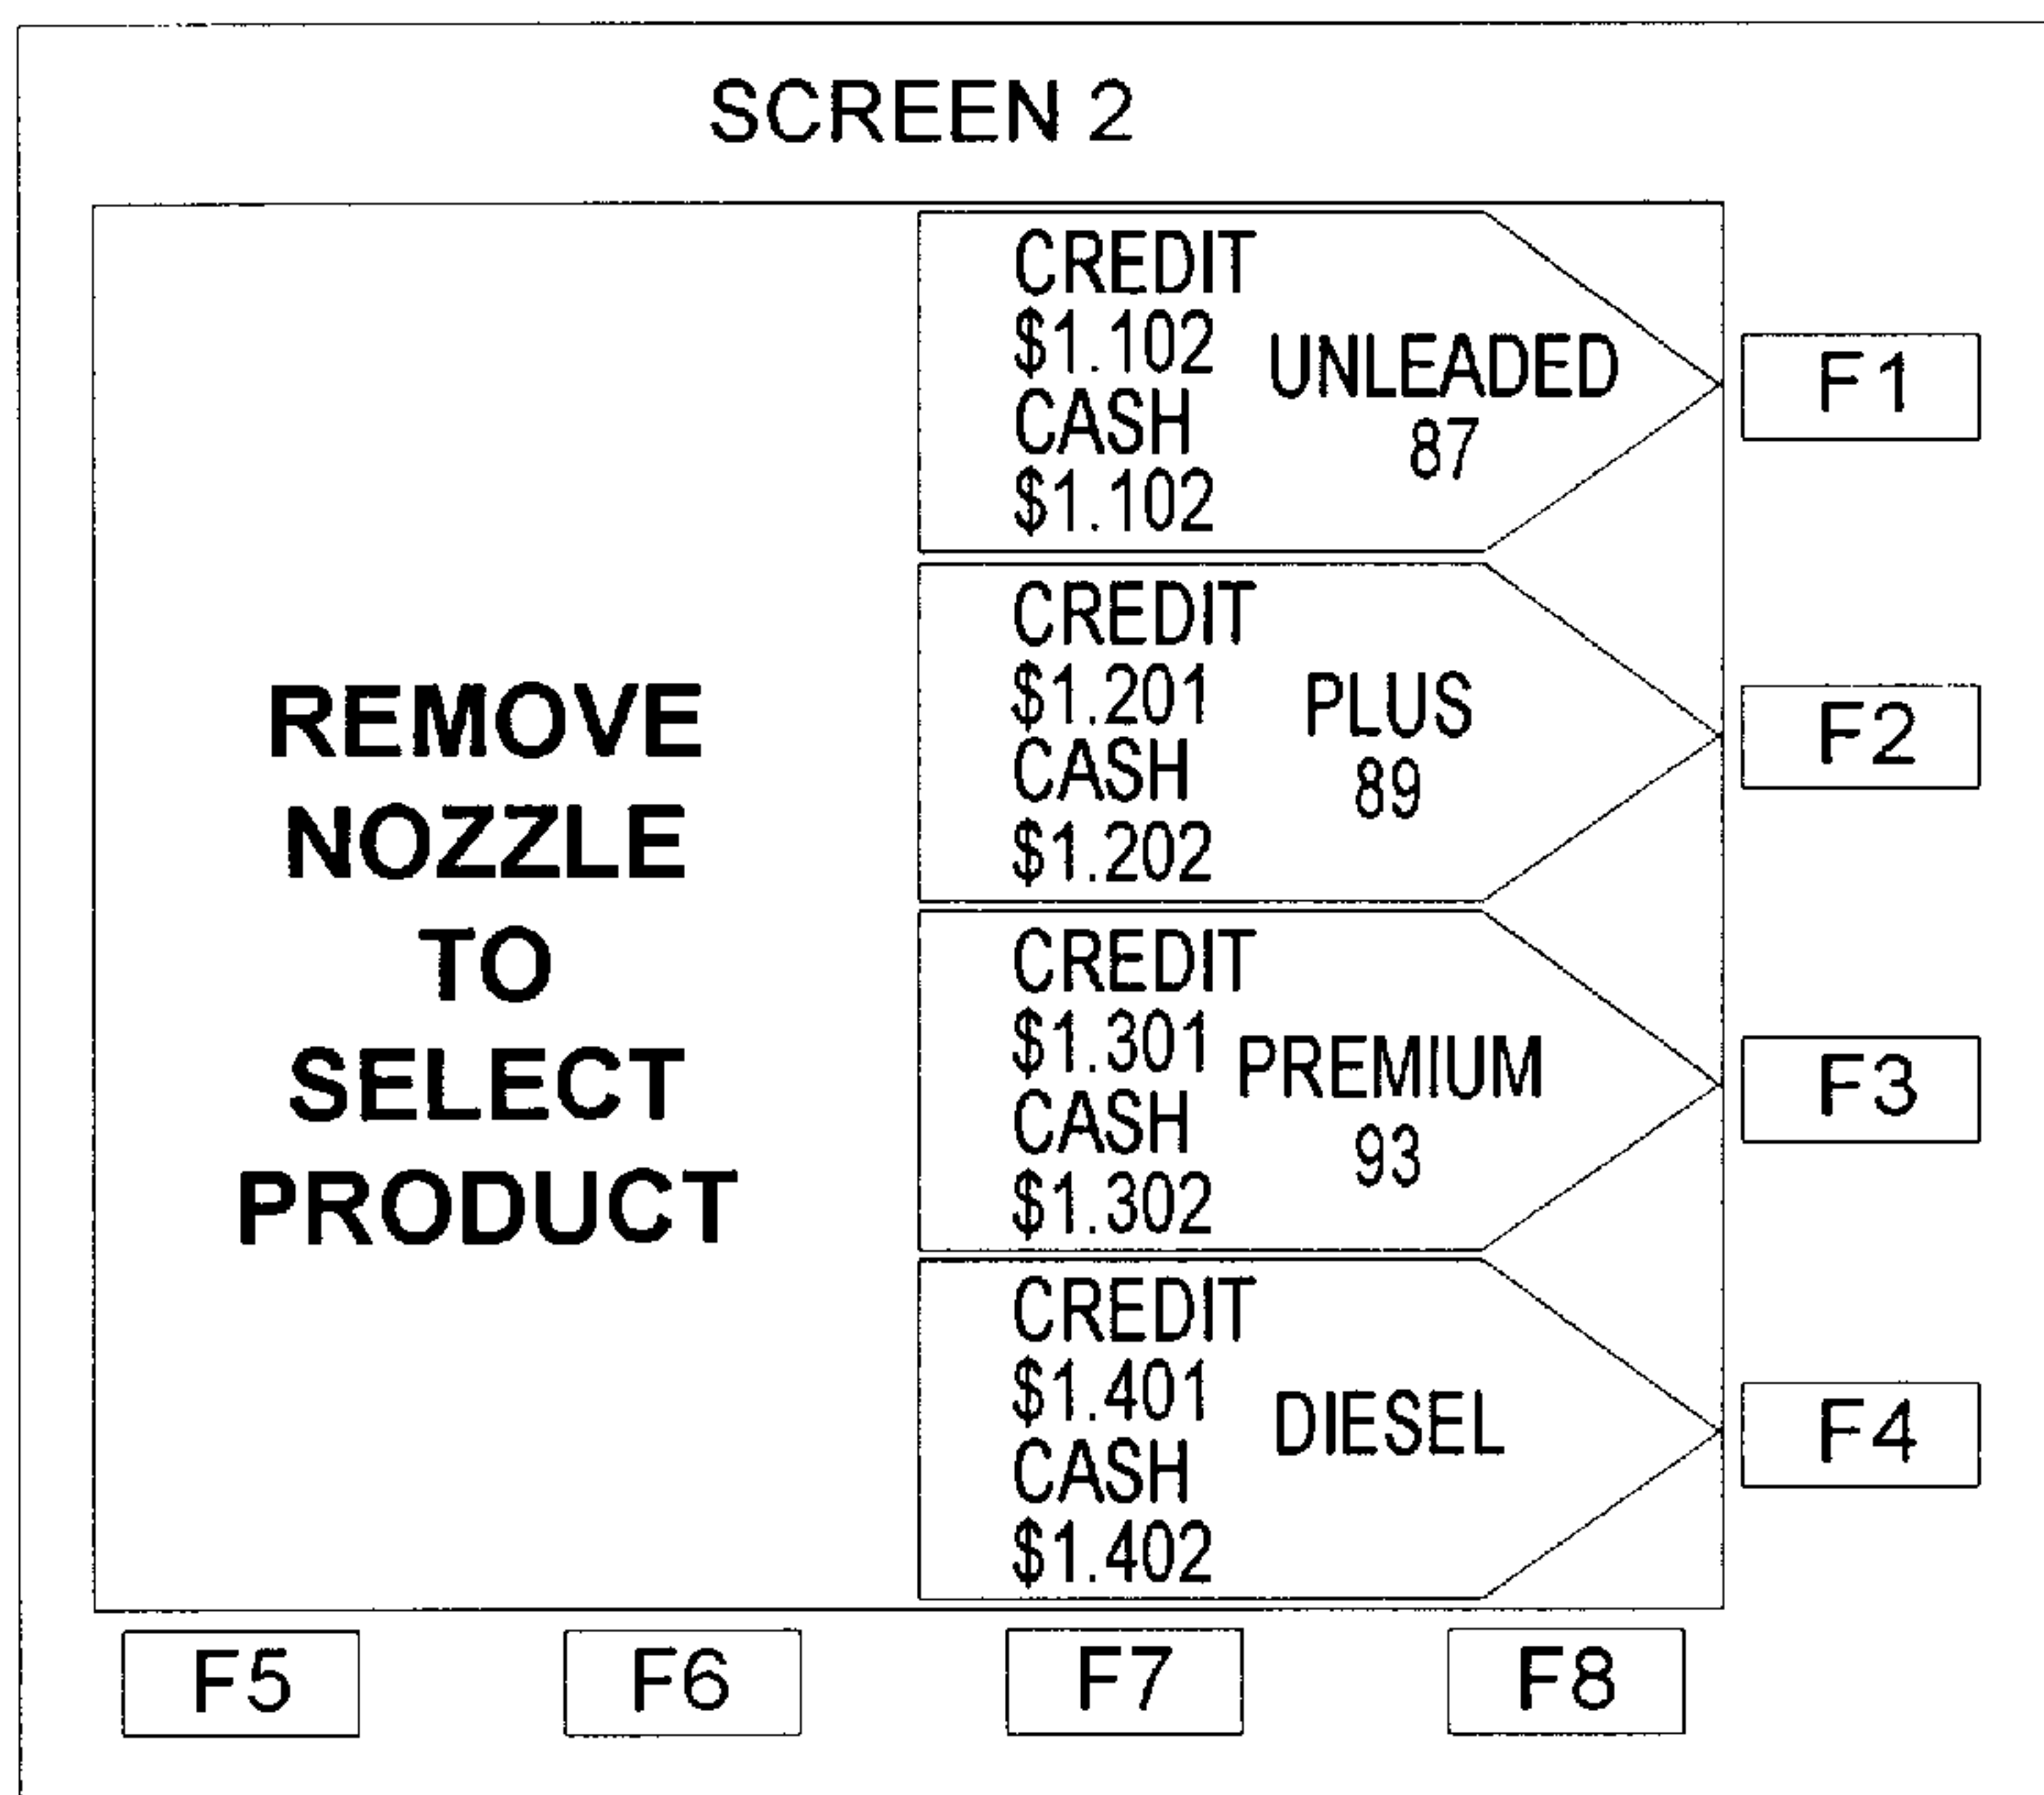 SCREEN 2
REMOVE
NOZZLE
TO
SELECT
PRODUCT
CREDIT
$1.102
CASH
$1.102
UNLEADED
87
F1
CREDIT
$1.201
CASH
$1.202
PLUS
89
F2
CREDIT
$1.301
CASH
$1.302
PREMIUM
93
F3
CREDIT
$1.401
CASH
$1.402
DIESEL
F4
F5
F6
F7
F8